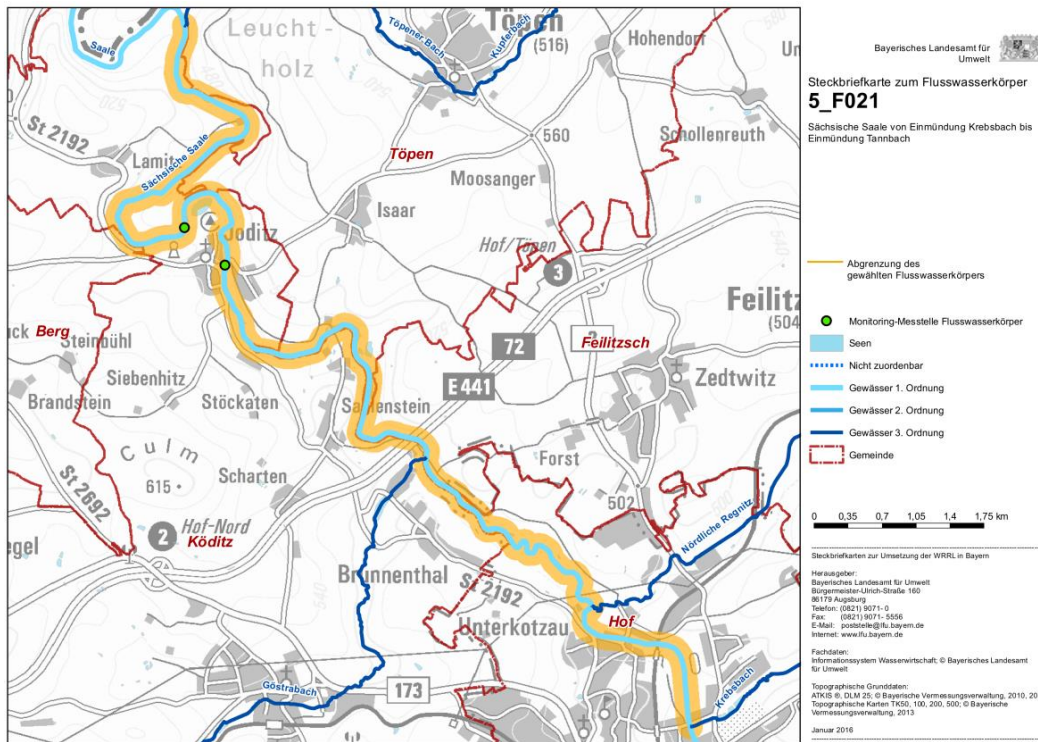 Saale
Leucht-
holz
Töpener Bach
Kupferbach
Töpen
(516)
Hohendorf
580
St 2192
Lamitz
Sächsische Saale
Töpen
560
Schollenreuth
Moosanger
Isaar
Joditz
Hof/Töpen
3
540
Feilitz
(504
Berg
Steinbühl
Siebenhitz
Brandstein
Stöckaten
72
2
Feilitzsch
E 441
Zedtwitz
Saalenstein
Culm
615
Scharten
Forst
502
St 2692
2
Hof-Nord
Köditz
Nördliche Regnitz
Brunnenthal
St 2192
Unterkotzau
Hof
Göstrabach
173
Krebsbach
Bayerisches Landesamt für
Umwelt
Steckbriefkarte zum Flusswasserkörper
5_F021
Sächsische Saale von Einmündung Krebsbach bis
Einmündung Tannbach
Abgrenzung des
gewählten Flusswasserkörpers
Monitoring-Messtelle Flusswasserkörper
Seen
Nicht zuordenbar
Gewässer 1. Ordnung
Gewässer 2. Ordnung
Gewässer 3. Ordnung
Gemeinde
0 0,35 0,7 1,05 1,4 1,75 km
Steckbriefkarten zur Umsetzung der WRRL in Bayern
Herausgeber:
Bayerisches Landesamt für Umwelt
Bürgermeister-Ulrich-Straße 160
86179 Augsburg
Telefon: (0821) 9071- 0
Fax: (0821) 9071- 5556
E-Mail: poststelle@lfu.bayern.de
Internet: www.lfu.bayern.de
Fachdaten:
Informationssystem Wasserwirtschaft; © Bayerisches Landesamt
für Umwelt
Topographische Grunddaten:
ATKIS ®, DLM 25; © Bayerische Vermessungsverwaltung, 2010, 20
Topographische Karten TK50, 100, 200, 500; © Bayerische
Vermessungsverwaltung, 2013
Januar 2016